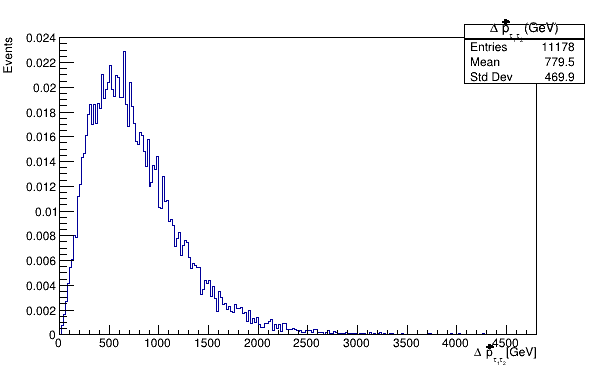 Δ p⃗τ₁τ₂ (GeV)
Entries 11178
Mean 779.5
Std Dev 469.9
Events
0.024
0.022
0.02
0.018
0.016
0.014
0.012
0.01
0.008
0.006
0.004
0.002
0
0 500 1000 1500 2000 2500 3000 3500 4000 4500
Δ p⃗τ₁τ₂ [GeV]